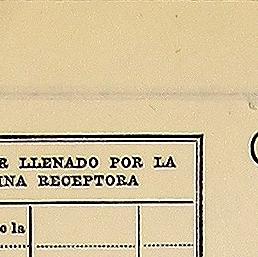 R LLENADO POR LA
INA RECEPTORA
o la